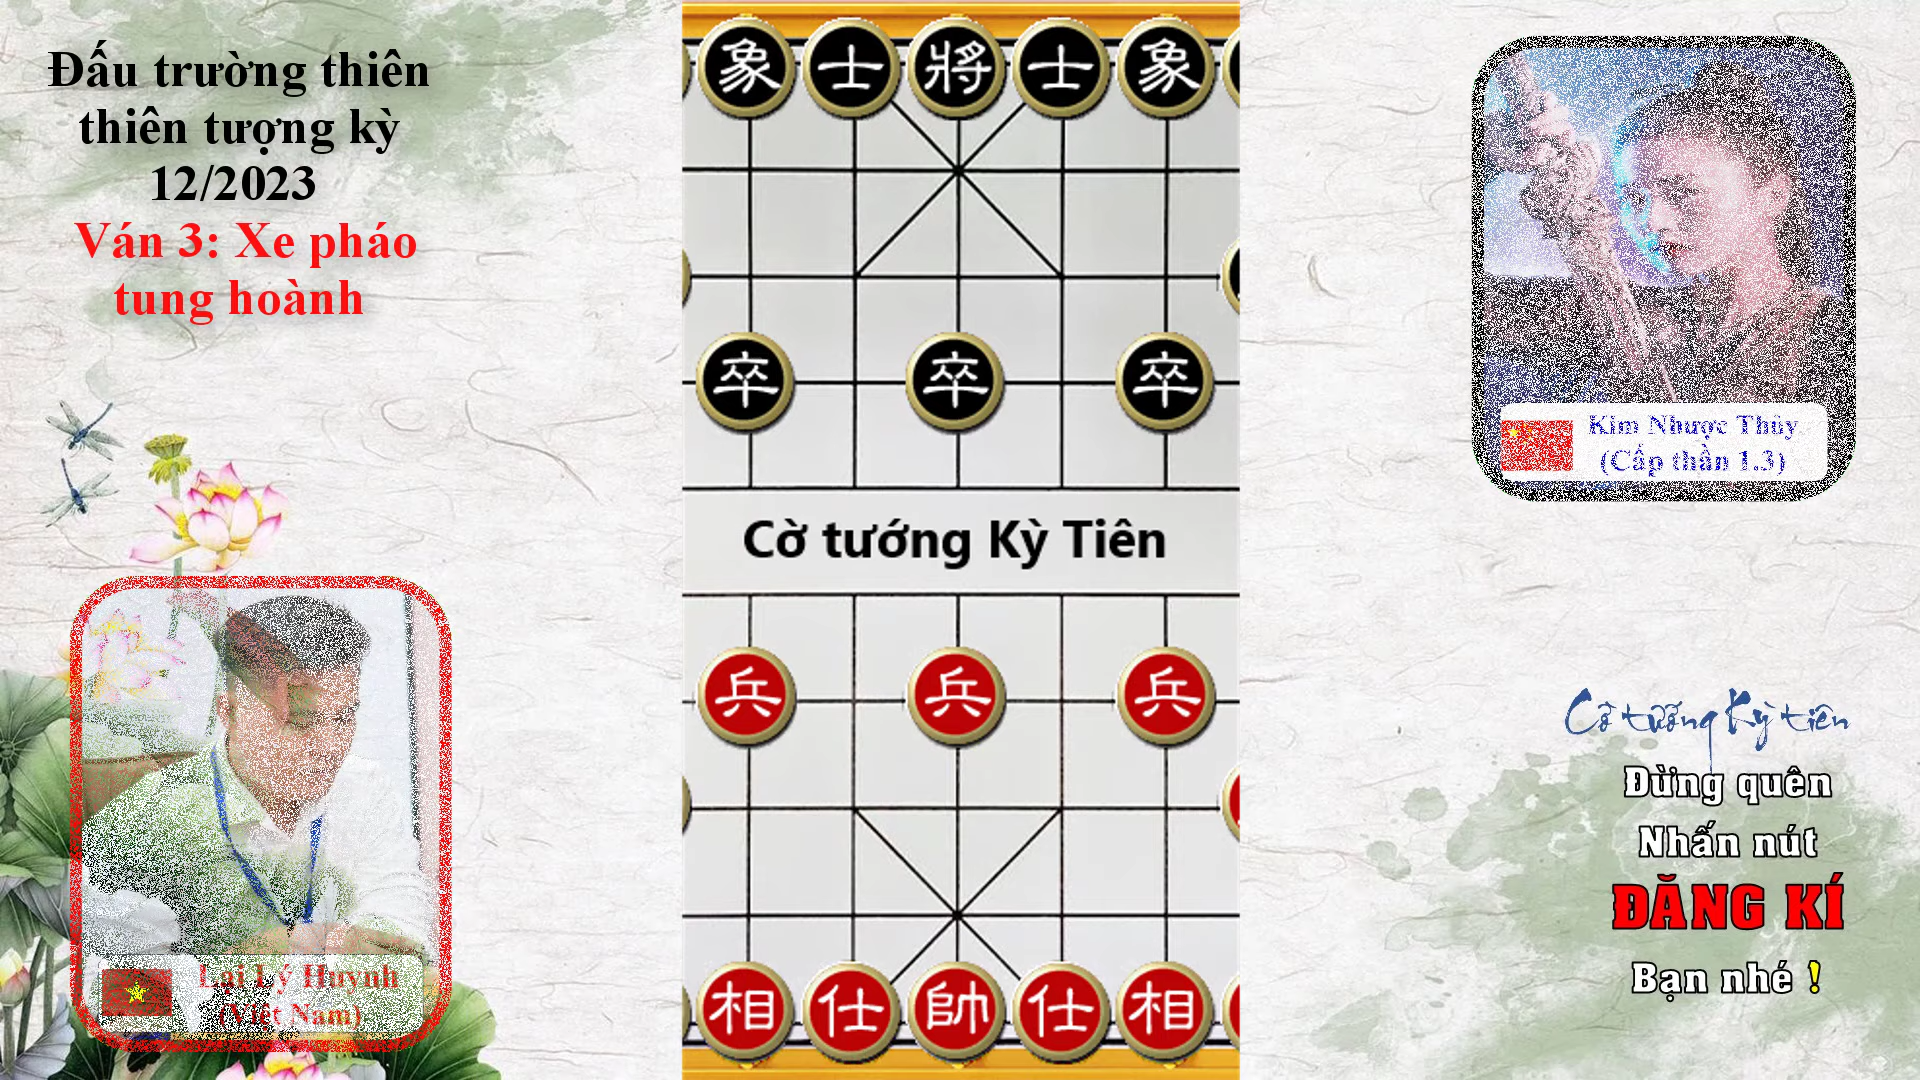 Đấu trường thiên
thiên tượng kỳ
12/2023
Ván 3: Xe pháo
tung hoành
象 士 將 士 象
卒 卒 卒
Cờ tướng Kỳ Tiên
兵 兵 兵
相 仕 帥 仕 相
Kim Nhược Thủy
(Cấp thần 1.3)
Lại Lý Huynh
(Việt Nam)
Cờ tướng Kỳ tiên
Đừng quên
Nhấn nút
ĐĂNG KÍ
Bạn nhé !